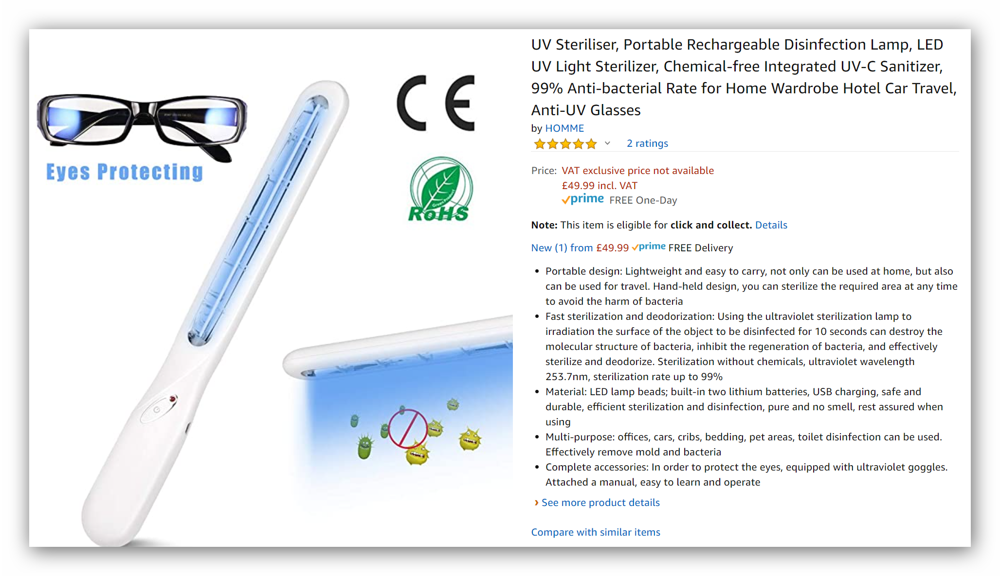 Eyes Protecting
CE
Green Product
RoHS
UV Steriliser, Portable Rechargeable Disinfection Lamp, LED
UV Light Sterilizer, Chemical-free Integrated UV-C Sanitizer,
99% Anti-bacterial Rate for Home Wardrobe Hotel Car Travel,
Anti-UV Glasses
by HOMME
2 ratings
Price: VAT exclusive price not available
£49.99 incl. VAT
prime FREE One-Day
Note: This item is eligible for click and collect. Details
New (1) from £49.99 prime FREE Delivery
• Portable design: Lightweight and easy to carry, not only can be used at home, but also
can be used for travel. Hand-held design, you can sterilize the required area at any time
to avoid the harm of bacteria
• Fast sterilization and deodorization: Using the ultraviolet sterilization lamp to
irradiation the surface of the object to be disinfected for 10 seconds can destroy the
molecular structure of bacteria, inhibit the regeneration of bacteria, and effectively
sterilize and deodorize. Sterilization without chemicals, ultraviolet wavelength
253.7nm, sterilization rate up to 99%
• Material: LED lamp beads; built-in two lithium batteries, USB charging, safe and
durable, efficient sterilization and disinfection, pure and no smell, rest assured when
using
• Multi-purpose: offices, cars, cribs, bedding, pet areas, toilet disinfection can be used.
Effectively remove mold and bacteria
• Complete accessories: In order to protect the eyes, equipped with ultraviolet goggles.
Attached a manual, easy to learn and operate
› See more product details
Compare with similar items